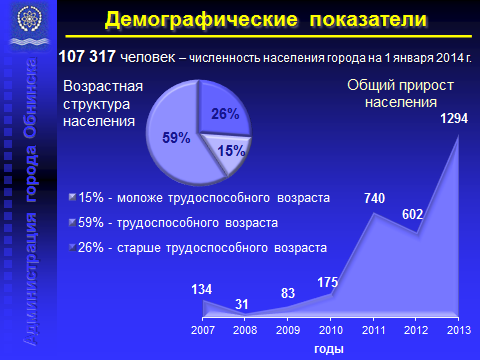 Демографические показатели
107 317 человек – численность населения города на 1 января 2014 г.
Возрастная
структура
населения
26%
59%
15%
Общий прирост
населения
1294
15% - моложе трудоспособного возраста
59% - трудоспособного возраста
26% - старше трудоспособного возраста
740
602
134
31
83
175
2007 2008 2009 2010 2011 2012 2013
годы
Администрация города Обнинска